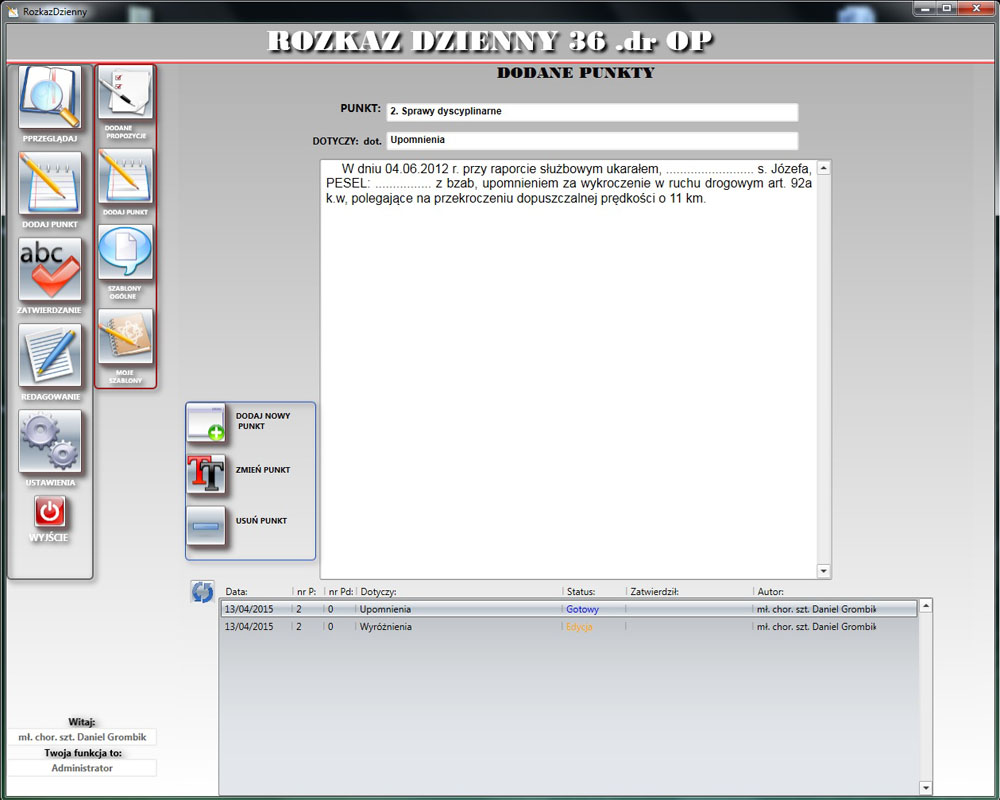 RozkazDzienny
ROZKAZ DZIENNY 36 .dr OP
DODANE PUNKTY
PPRZEGLĄDAJ
DODAJ PUNKT
abc
ZATWIERDZANIE
REDAGOWANIE
USTAWIENIA
WYJŚCIE
DODANE
PROPOZYCJE
DODAJ PUNKT
SZABLONY
OGÓLNE
MOJE
SZABLONY
PUNKT: 2. Sprawy dyscyplinarne
DOTYCZY: dot. Upomnienia
W dniu 04.06.2012 r. przy raporcie służbowym ukarałem, ........................ s. Józefa,
PESEL: ................ z bzab, upomnieniem za wykroczenie w ruchu drogowym art. 92a
k.w, polegające na przekroczeniu dopuszczalnej prędkości o 11 km.
DODAJ NOWY
PUNKT
TT
ZMIEŃ PUNKT
USUŃ PUNKT
Data: nr P: nr Pd: Dotyczy: Status: Zatwierdził: Autor:
13/04/2015 2 0 Upomnienia Gotowy mł. chor. szt. Daniel Grombik
13/04/2015 2 0 Wyróżnienia Edycja mł. chor. szt. Daniel Grombik
Witaj:
mł. chor. szt. Daniel Grombik
Twoja funkcja to:
Administrator